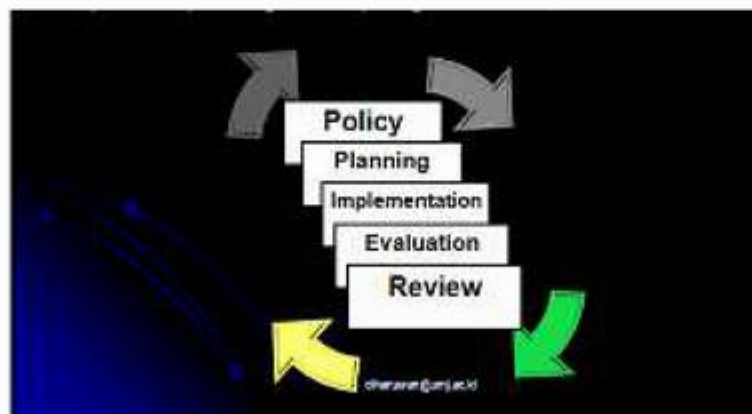 Policy
Planning
Implementation
Evaluation
Review